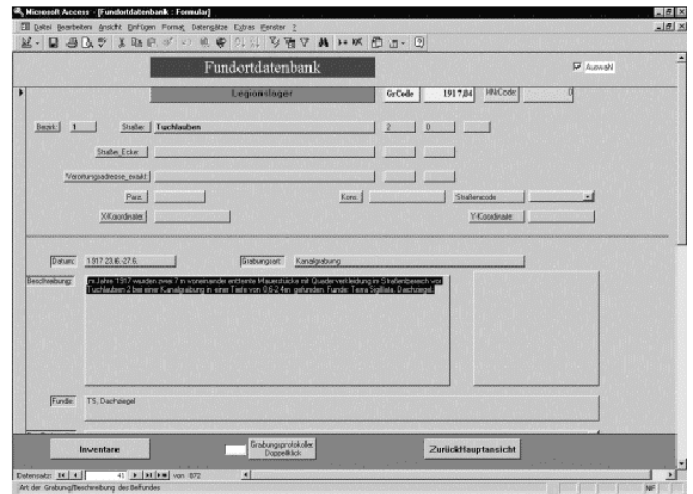 Microsoft Access - [Fundortdatenbank : Formular]
Datei Bearbeiten Ansicht Einfügen Format Datensätze Extras Fenster ?
Fundortdatenbank
Auswahl
Legionslager GrCode 1917,04 HNrCode 0
Bezirk: 1 Straße: Tuchlauben 2 0
Straße_Ecke:
Verortungsadresse_exakt:
Parz. Kons. Straßencode
X-Koordinate: Y-Koordinate:
Datum: 1917 23.6.-27.6. Grabungsart: Kanalgrabung
Beschreibung: Im Jahre 1917 wurden zwei 7 m voneinander entfernte Mauerstücke mit Quaderverkleidung im Straßenbereich vor
Tuchlauben 2 bei einer Kanalgrabung in einer Tiefe von 0,6-2,4m gefunden. Funde: Terra Sigillata, Dachziegel.
Funde: TS, Dachziegel
Inventare Grabungsprotokolle: Doppelklick ZurückHauptansicht
Datensatz: 41 von 872
Art der Grabung/Beschreibung des Befundes NF